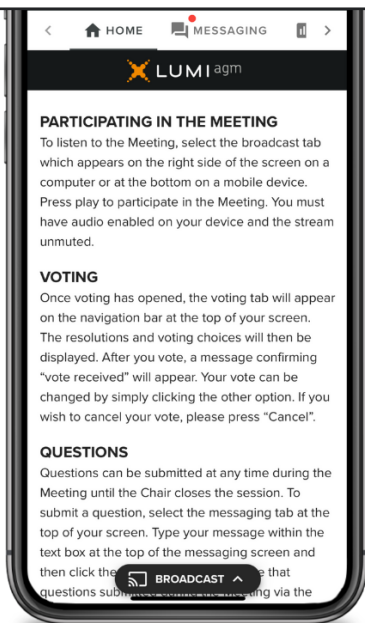 HOME MESSAGING
LUMI agm
PARTICIPATING IN THE MEETING
To listen to the Meeting, select the broadcast tab
which appears on the right side of the screen on a
computer or at the bottom on a mobile device.
Press play to participate in the Meeting. You must
have audio enabled on your device and the stream
unmuted.
VOTING
Once voting has opened, the voting tab will appear
on the navigation bar at the top of your screen.
The resolutions and voting choices will then be
displayed. After you vote, a message confirming
“vote received” will appear. Your vote can be
changed by simply clicking the other option. If you
wish to cancel your vote, please press “Cancel”.
QUESTIONS
Questions can be submitted at any time during the
Meeting until the Chair closes the session. To
submit a question, select the messaging tab at the
top of your screen. Type your message within the
text box at the top of the messaging screen and
then click the that
BROADCAST
questions submitted during the Meeting via the